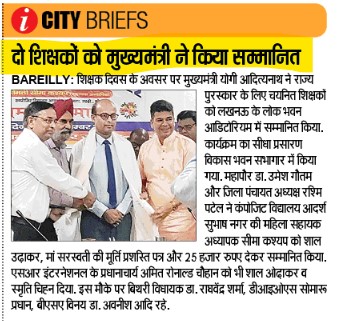 i CITY BRIEFS
दो शिक्षकों को मुख्यमंत्री ने किया सम्मानित
BAREILLY: शिक्षक दिवस के अवसर पर मुख्यमंत्री योगी आदित्यनाथ ने राज्य
पुरस्कार के लिए चयनित शिक्षकों
को लखनऊ के लोक भवन
आडिटोरियम में सम्मानित किया.
कार्यक्रम का सीधा प्रसारण
विकास भवन सभागार में किया
गया. महापौर डा. उमेश गौतम
और जिला पंचायत अध्यक्ष रश्मि
पटेल ने कंपोजिट विद्यालय आदर्श
सुभाष नगर की महिला सहायक
अध्यापक सीमा कश्यप को शाल
उढ़ाकर, मां सरस्वती की मूर्ति प्रशस्ति पत्र और 25 हजार रुपए देकर सम्मानित किया.
एसआर इंटरनेशनल के प्रधानाचार्य अमित रोनाल्ड चौहान को भी शाल ओढ़ाकर व
स्मृति चिहन दिया. इस मौके पर बिथरी विधायक डा. राघवेंद्र शर्मा, डीआइओएस सोमारू
प्रधान, बीएसए विनय डा. अवनीश आदि रहे.